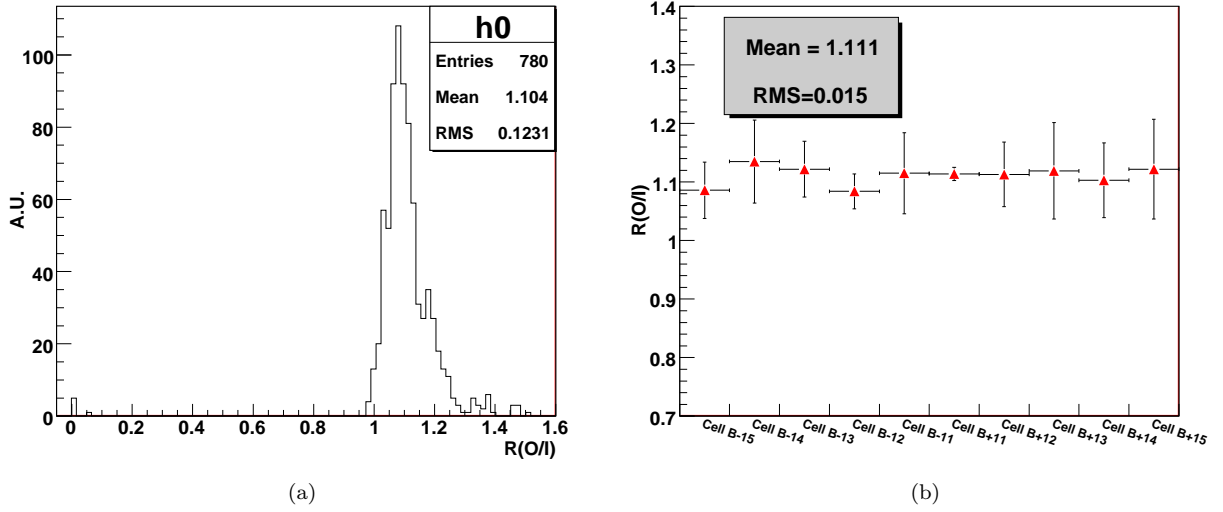 h0
Entries 780
Mean 1.104
RMS 0.1231
A.U.
100
80
60
40
20
0
0 0.2 0.4 0.6 0.8 1 1.2 1.4 1.6
R(O/I)
(a)
Mean = 1.111
RMS=0.015
R(O/I)
1.4
1.3
1.2
1.1
1
0.9
0.8
0.7
Cell B-15 Cell B-14 Cell B-13 Cell B-12 Cell B-11 Cell B+11 Cell B+12 Cell B+13 Cell B+14 Cell B+15
(b)